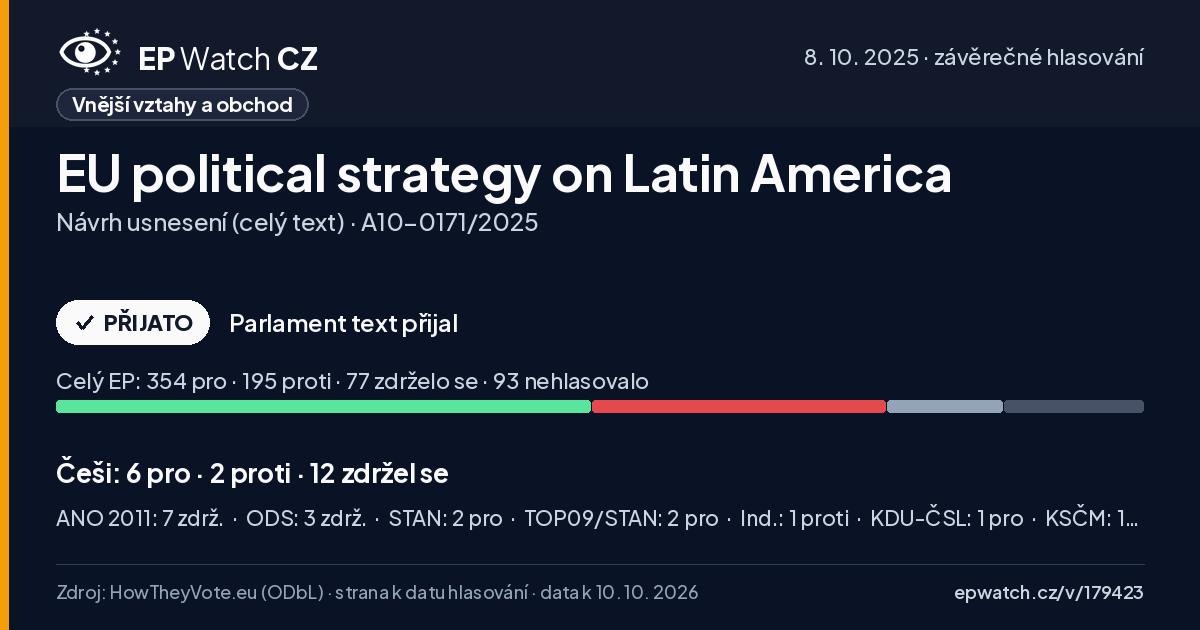 EP Watch CZ
8. 10. 2025 · závěrečné hlasování
Vnější vztahy a obchod
EU political strategy on Latin America
Návrh usnesení (celý text) · A10-0171/2025
✓ PŘIJATO
Parlament text přijal
Celý EP: 354 pro · 195 proti · 77 zdrželo se · 93 nehlasovalo
Češi: 6 pro · 2 proti · 12 zdržel se
ANO 2011: 7 zdrž. · ODS: 3 zdrž. · STAN: 2 pro · TOP09/STAN: 2 pro · Ind.: 1 proti · KDU-ČSL: 1 pro · KSČM: 1…
Zdroj: HowTheyVote.eu (ODbL) · strana k datu hlasování · data k 10. 10. 2026
epwatch.cz/v/179423